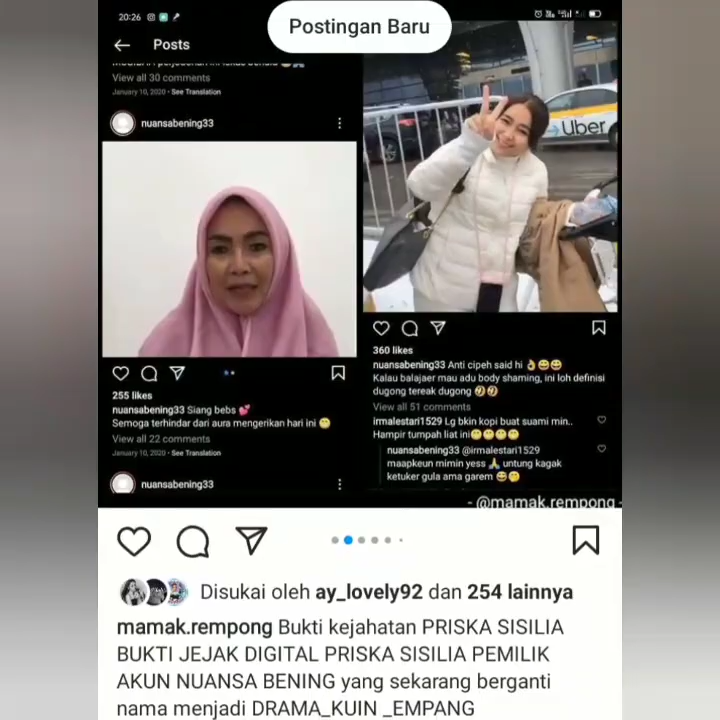 20:26
Postingan Baru
Posts
View all 30 comments
January 10, 2020 • See Translation
nuansabening33
255 likes
nuansabening33 Siang bebs 💕
Semoga terhindar dari aura mengerikan hari ini 😁
View all 22 comments
January 10, 2020 • See Translation
nuansabening33
Uber
360 likes
nuansabening33 Anti cipeh said hi 👌😅😅
Kalau balajaer mau adu body shaming, ini loh definisi
dugong tereak dugong 🤣🤣
View all 51 comments
irmalestari1529 Lg bkin kopi buat suami min..
Hampir tumpah liat ini😁😁😁😁
nuansabening33 @irmalestari1529
maapkeun mimin yess 🙏 untung kagak
ketuker gula ama garem 😅🤭
- @mamak.rempong -
Disukai oleh ay_lovely92 dan 254 lainnya
mamak.rempong Bukti kejahatan PRISKA SISILIA
BUKTI JEJAK DIGITAL PRISKA SISILIA PEMILIK
AKUN NUANSA BENING yang sekarang berganti
nama menjadi DRAMA_KUIN _EMPANG